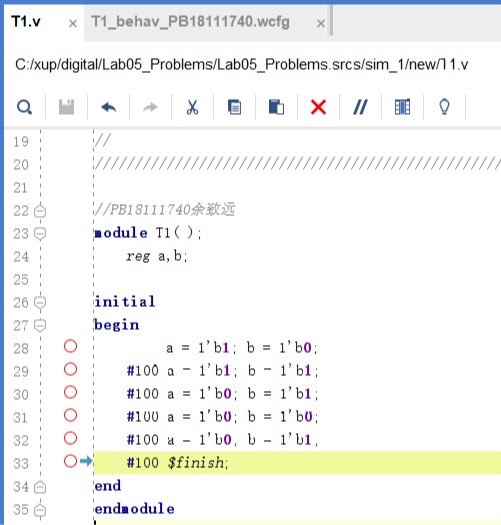 T1.v × T1_behav_PB18111740.wcfg ×
C:/xup/digital/Lab05_Problems/Lab05_Problems.srcs/sim_1/new/T1.v
19 //
20 ////////////////////////////////////////////////////
21
22 //PB18111740余致远
23 module T1( );
24 reg a,b;
25
26 initial
27 begin
28 a = 1'b1; b = 1'b0;
29 #100 a = 1'b1; b = 1'b1;
30 #100 a = 1'b0; b = 1'b1;
31 #100 a = 1'b0; b = 1'b0;
32 #100 a = 1'b0; b = 1'b1;
33 #100 $finish;
34 end
35 endmodule